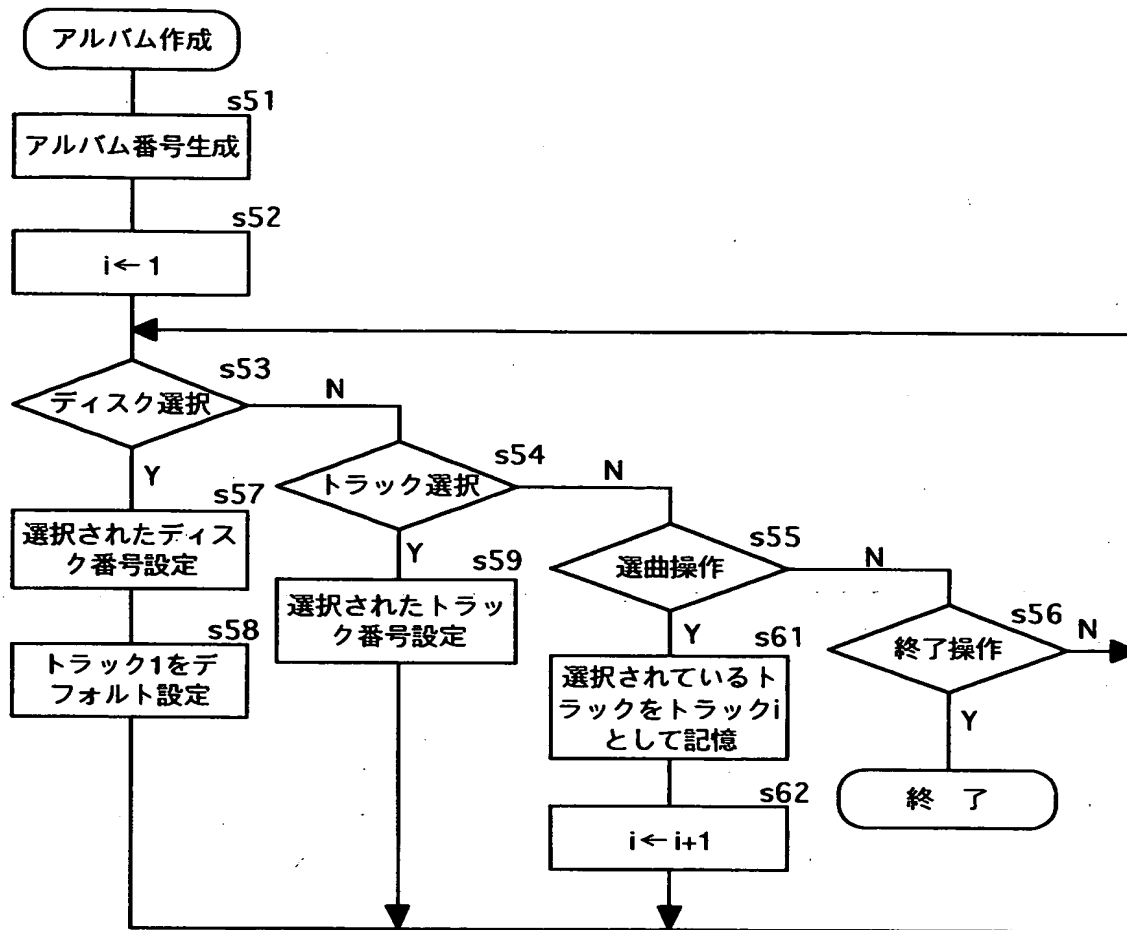 アルバム作成
s51
アルバム番号生成
s52
i←1
s53
ディスク選択
N
Y
s54
トラック選択
N
Y
s57
選択されたディス
ク番号設定
s58
トラック1をデ
フォルト設定
s59
選択されたトラッ
ク番号設定
s55
選曲操作
N
Y
s61
選択されているト
ラックをトラックi
として記憶
s62
i←i+1
s56
終了操作
N
Y
終 了